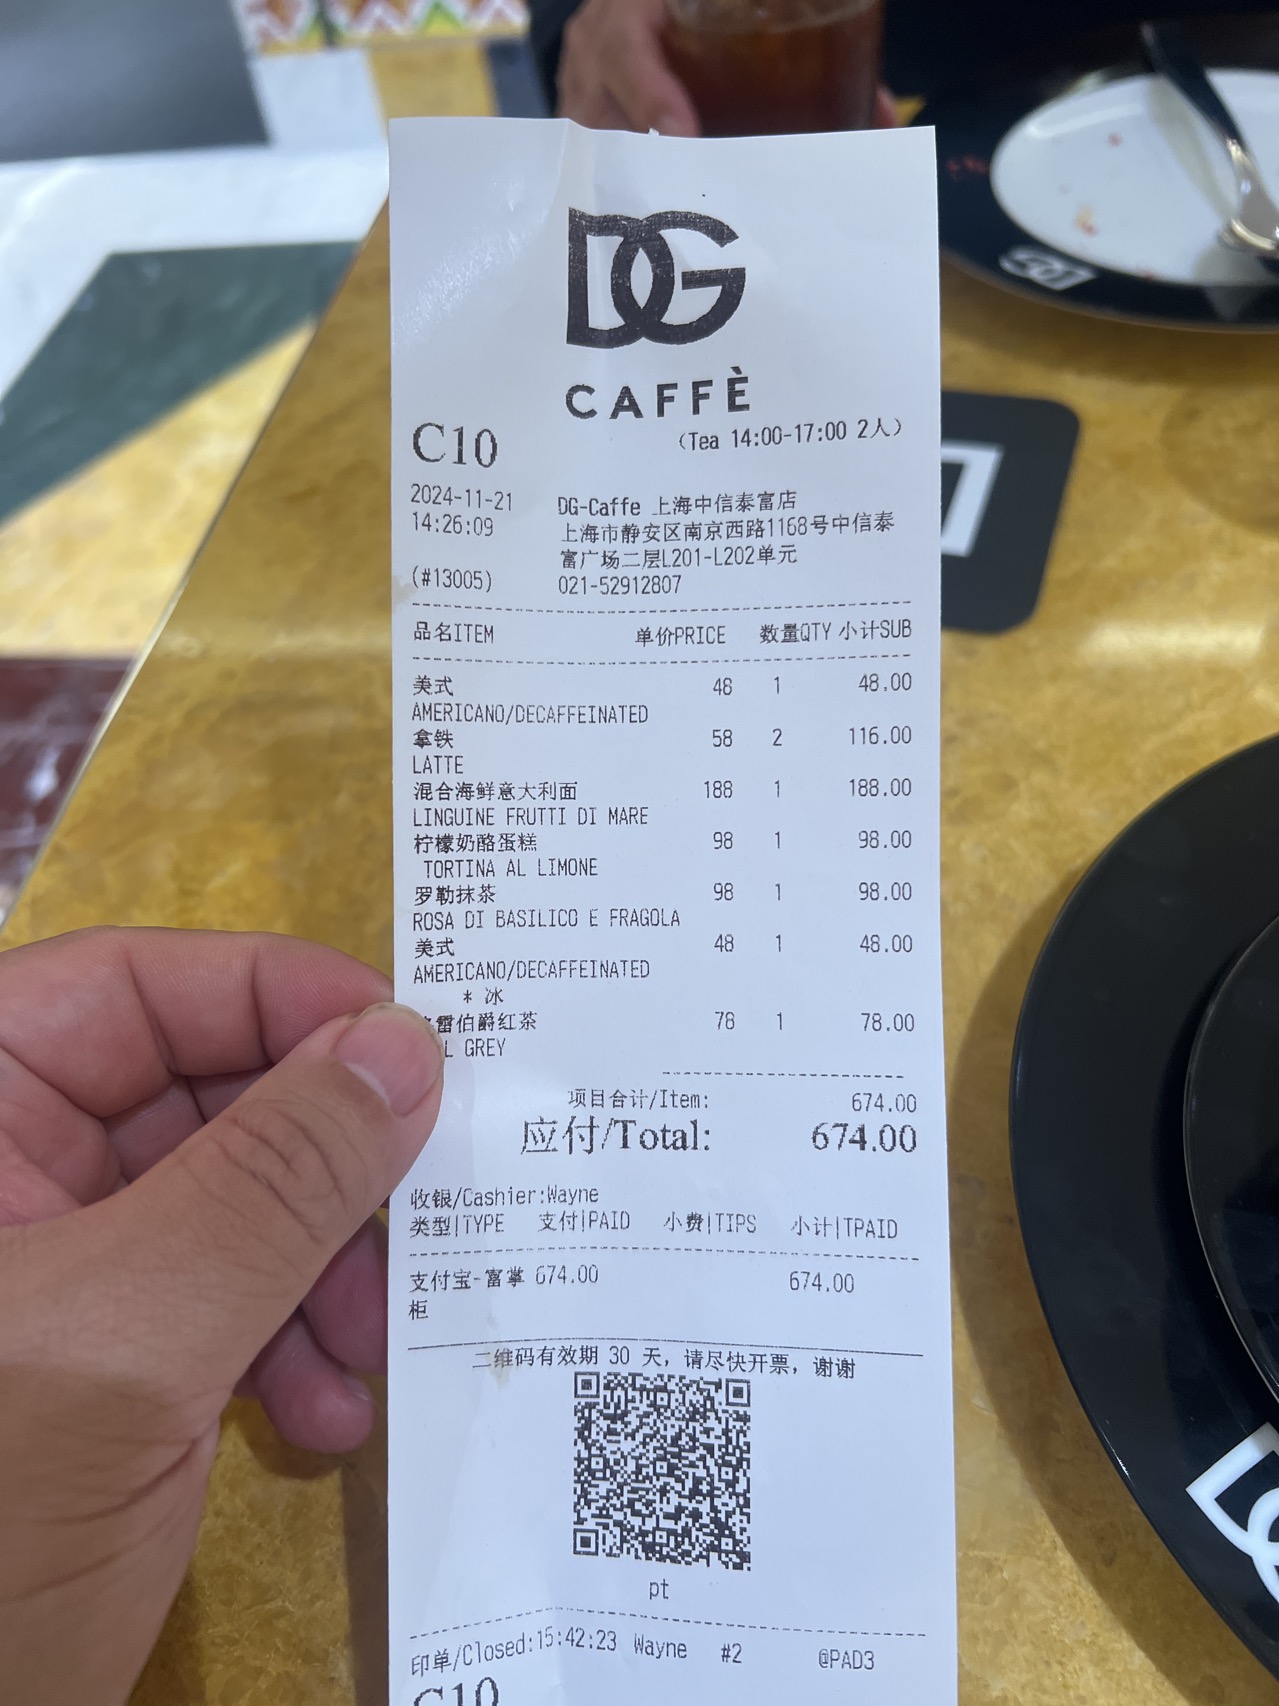 DG
CAFFÈ
C10 (Tea 14:00-17:00 2人)
2024-11-21 DG-Caffe 上海中信泰富店
14:26:09 上海市静安区南京西路1168号中信泰
富广场二层L201-L202单元
(#13005) 021-52912807
品名ITEM 单价PRICE 数量QTY 小计SUB
美式 48 1 48.00
AMERICANO/DECAFFEINATED
拿铁 58 2 116.00
LATTE
混合海鲜意大利面 188 1 188.00
LINGUINE FRUTTI DI MARE
柠檬奶酪蛋糕 98 1 98.00
TORTINA AL LIMONE
罗勒抹茶 98 1 98.00
ROSA DI BASILICO E FRAGOLA
美式 48 1 48.00
AMERICANO/DECAFFEINATED
* 冰
雷伯爵红茶 78 1 78.00
L GREY
项目合计/Item: 674.00
应付/Total: 674.00
收银/Cashier:Wayne
类型|TYPE 支付|PAID 小费|TIPS 小计|TPAID
支付宝-富掌 674.00 674.00
柜
二维码有效期 30 天，请尽快开票，谢谢
pt
印单/Closed:15:42:23 Wayne #2 @PAD3
C10
DG